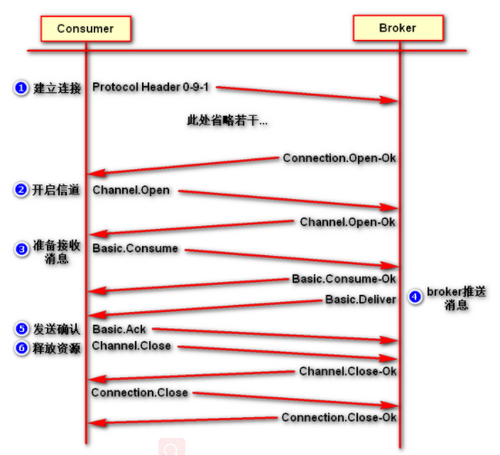 Consumer
Broker
1 建立连接 Protocol Header 0-9-1
此处省略若干...
Connection.Open-Ok
2 开启信道 Channel.Open
Channel.Open-Ok
3 准备接收 Basic.Consume
消息
Basic.Consume-Ok
4 broker推送
消息
Basic.Deliver
5 发送确认 Basic.Ack
6 释放资源 Channel.Close
Channel.Close-Ok
Connection.Close
Connection.Close-Ok